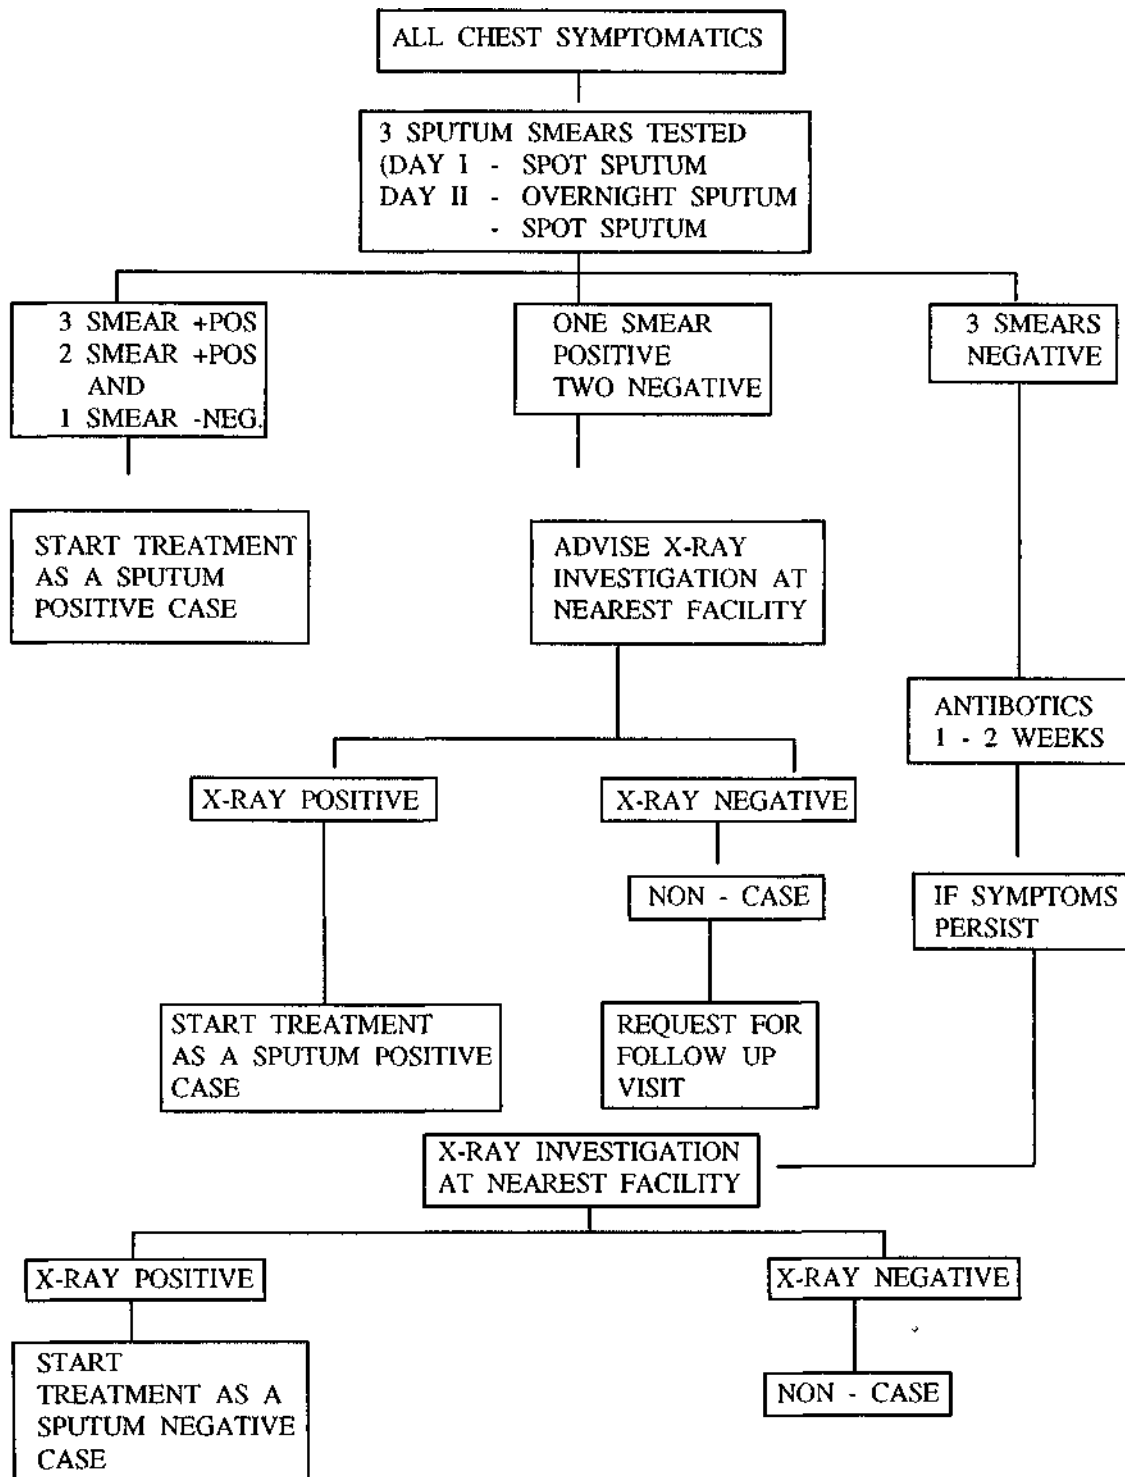 ALL CHEST SYMPTOMATICS
3 SPUTUM SMEARS TESTED
(DAY I - SPOT SPUTUM
DAY II - OVERNIGHT SPUTUM
- SPOT SPUTUM
3 SMEAR +POS
2 SMEAR +POS
AND
1 SMEAR -NEG.
ONE SMEAR
POSITIVE
TWO NEGATIVE
3 SMEARS
NEGATIVE
START TREATMENT
AS A SPUTUM
POSITIVE CASE
ADVISE X-RAY
INVESTIGATION AT
NEAREST FACILITY
ANTIBOTICS
1 - 2 WEEKS
X-RAY POSITIVE
X-RAY NEGATIVE
NON - CASE
IF SYMPTOMS
PERSIST
START TREATMENT
AS A SPUTUM POSITIVE
CASE
REQUEST FOR
FOLLOW UP
VISIT
X-RAY INVESTIGATION
AT NEAREST FACILITY
X-RAY POSITIVE
X-RAY NEGATIVE
START
TREATMENT AS A
SPUTUM NEGATIVE
CASE
NON - CASE